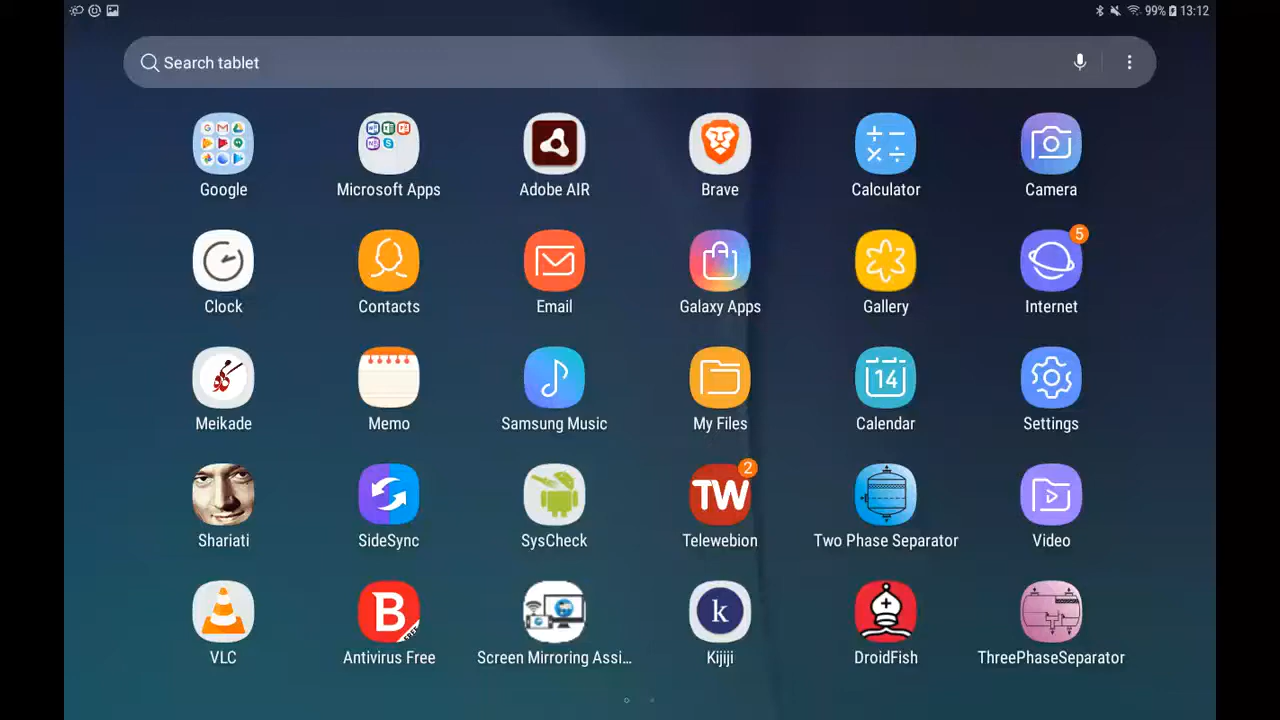 99% 13:12
Search tablet
Google Microsoft Apps Adobe AIR Brave Calculator Camera
5
Clock Contacts Email Galaxy Apps Gallery Internet
14
Meikade Memo Samsung Music My Files Calendar Settings
TW 2
Shariati SideSync SysCheck Telewebion Two Phase Separator Video
B k
VLC Antivirus Free Screen Mirroring Assi... Kijiji DroidFish ThreePhaseSeparator